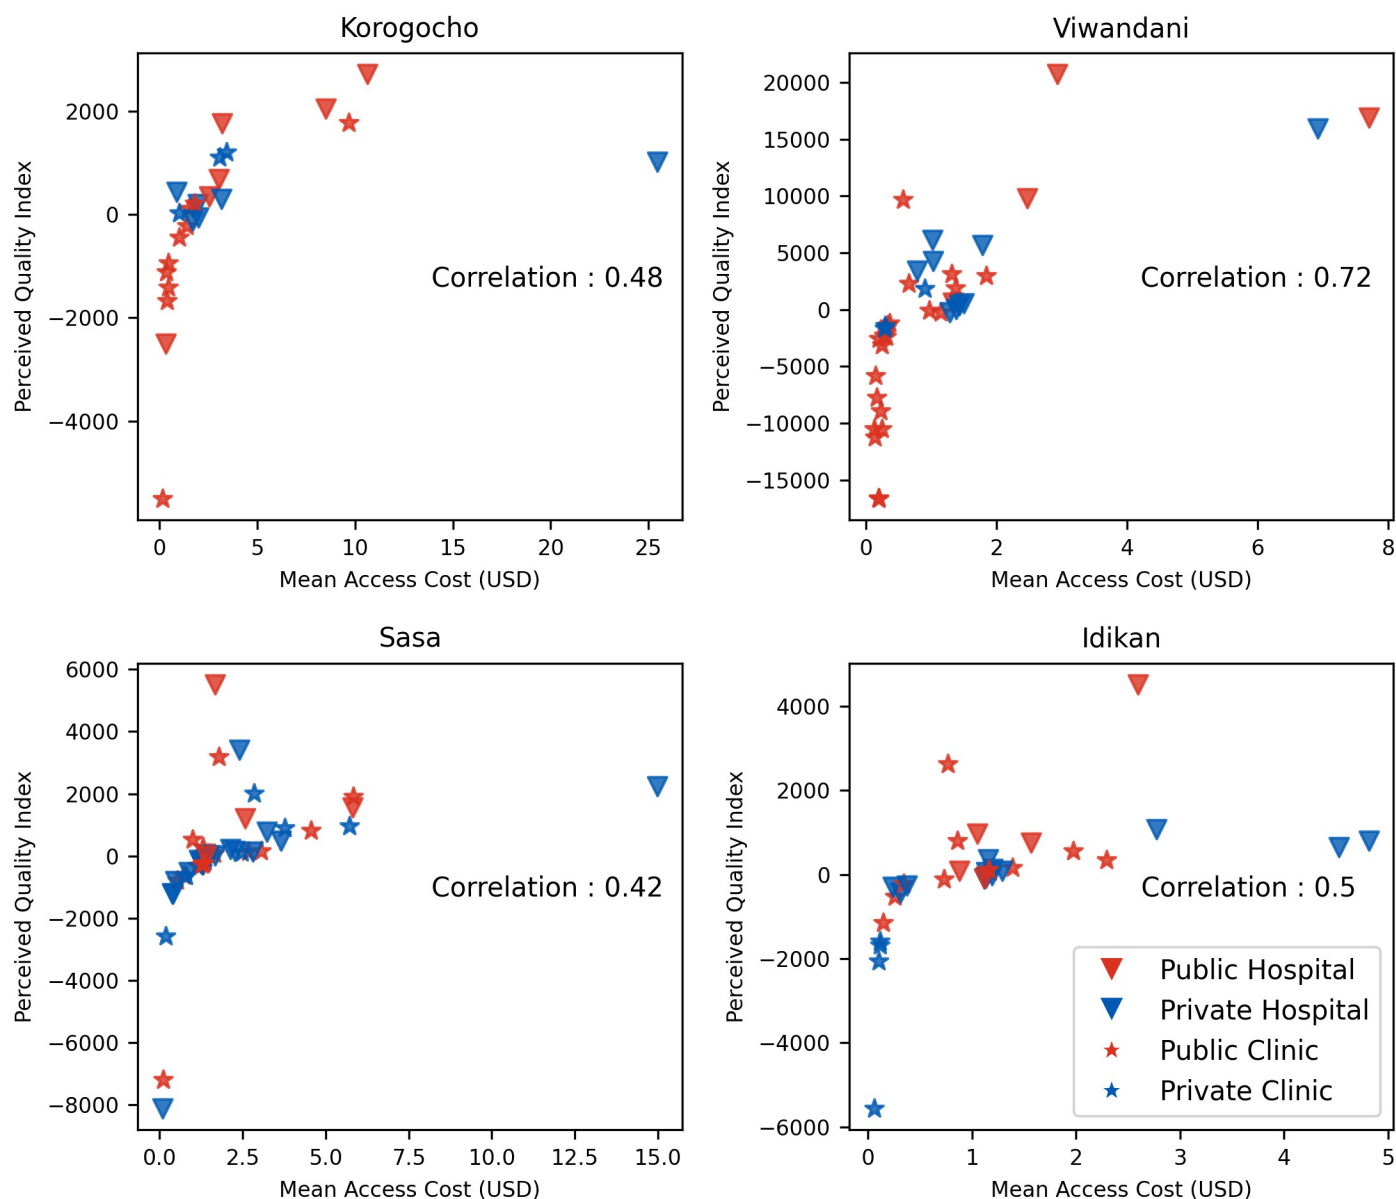 Korogocho
Perceived Quality Index
2000
0
−2000
−4000
Correlation : 0.48
0 5 10 15 20 25
Mean Access Cost (USD)
Viwandani
Perceived Quality Index
20000
15000
10000
5000
0
−5000
−10000
−15000
Correlation : 0.72
0 2 4 6 8
Mean Access Cost (USD)
Sasa
Perceived Quality Index
6000
4000
2000
0
−2000
−4000
−6000
−8000
Correlation : 0.42
0.0 2.5 5.0 7.5 10.0 12.5 15.0
Mean Access Cost (USD)
Idikan
Perceived Quality Index
4000
2000
0
−2000
−4000
−6000
Correlation : 0.5
Public Hospital
Private Hospital
Public Clinic
Private Clinic
0 1 2 3 4 5
Mean Access Cost (USD)